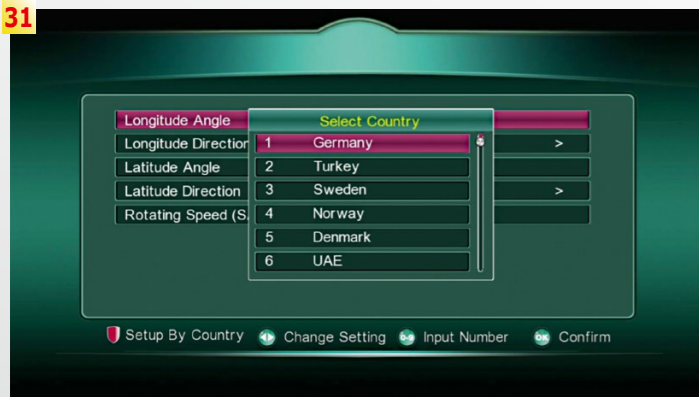 31
Select Country
Longitude Angle
Longitude Direction >
Latitude Angle
Latitude Direction >
Rotating Speed (S.
1 Germany
2 Turkey
3 Sweden
4 Norway
5 Denmark
6 UAE
Setup By Country Change Setting 0-9 Input Number OK Confirm